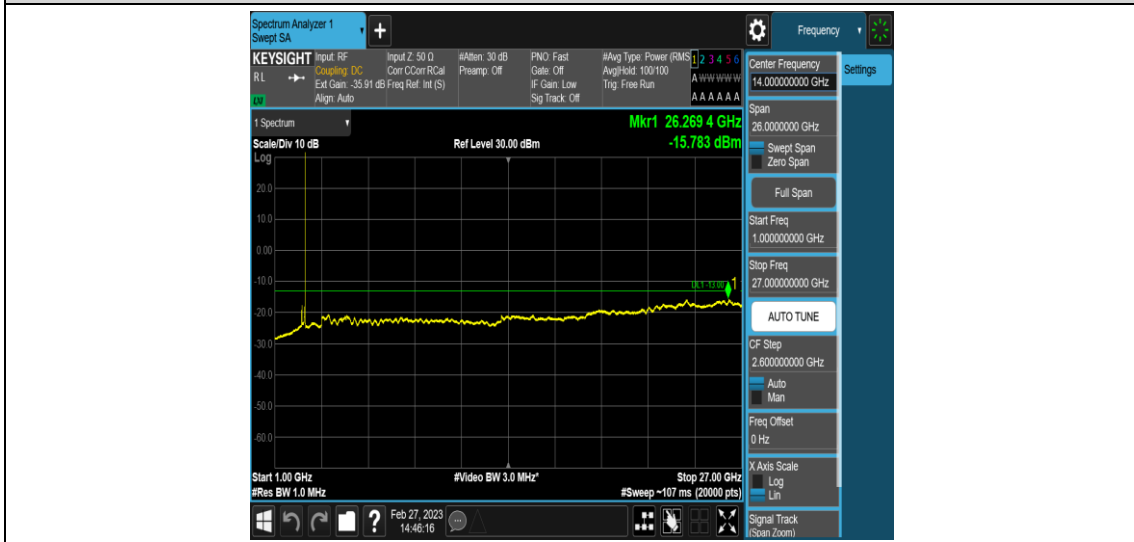 Spectrum Analyzer 1
Swept SA
+
Frequency
KEYSIGHT
RL
LXI
Input: RF
Coupling: DC
Ext Gain: -35.91 dB
Align: Auto
Input Z: 50 Ω
Corr CCorr RCal
Freq Ref: Int (S)
#Atten: 30 dB
Preamp: Off
PNO: Fast
Gate: Off
IF Gain: Low
Sig Track: Off
#Avg Type: Power (RMS
Avg|Hold: 100/100
Trig: Free Run
1 2 3 4 5 6
A WW WW W
A A A A A A
1 Spectrum
Mkr1 26.269 4 GHz
Scale/Div 10 dB
Ref Level 30.00 dBm
-15.783 dBm
Log
20.0
10.0
0.00
DL1 -13.00
1
-10.0
-20.0
-30.0
-40.0
-50.0
-60.0
Start 1.00 GHz
#Video BW 3.0 MHz*
Stop 27.00 GHz
#Res BW 1.0 MHz
#Sweep ~107 ms (20000 pts)
?
Feb 27, 2023
14:46:16
Center Frequency
14.000000000 GHz
Settings
Span
26.0000000 GHz
Swept Span
Zero Span
Full Span
Start Freq
1.000000000 GHz
Stop Freq
27.000000000 GHz
AUTO TUNE
CF Step
2.600000000 GHz
Auto
Man
Freq Offset
0 Hz
X Axis Scale
Log
Lin
Signal Track
(Span Zoom)